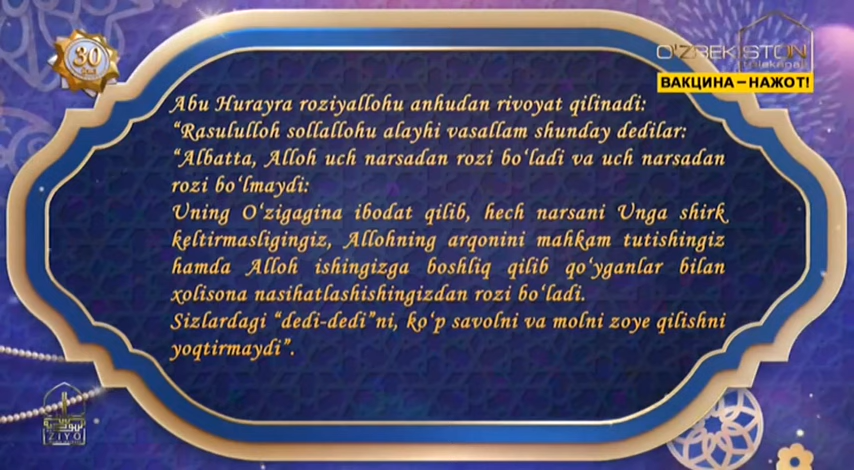 30
O'ZBEKISTON
telekanali
ВАКЦИНА – НАЖОТ!
Abu Hurayra roziyallohu anhudan rivoyat qilinadi:
“Rasululloh sollallohu alayhi vasallam shunday dedilar:
“Albatta, Alloh uch narsadan rozi bo‘ladi va uch narsadan
rozi bo‘lmaydi:
Uning O‘zigagina ibodat qilib, hech narsani Unga shirk
keltirmasligingiz, Allohning arqonini mahkam tutishingiz
hamda Alloh ishingizga boshliq qilib qo‘yganlar bilan
xolisona nasihatlashishingizdan rozi bo‘ladi.
Sizlardagi “dedi-dedi”ni, ko‘p savolni va molni zoye qilishni
yoqtirmaydi”.
ZIYO